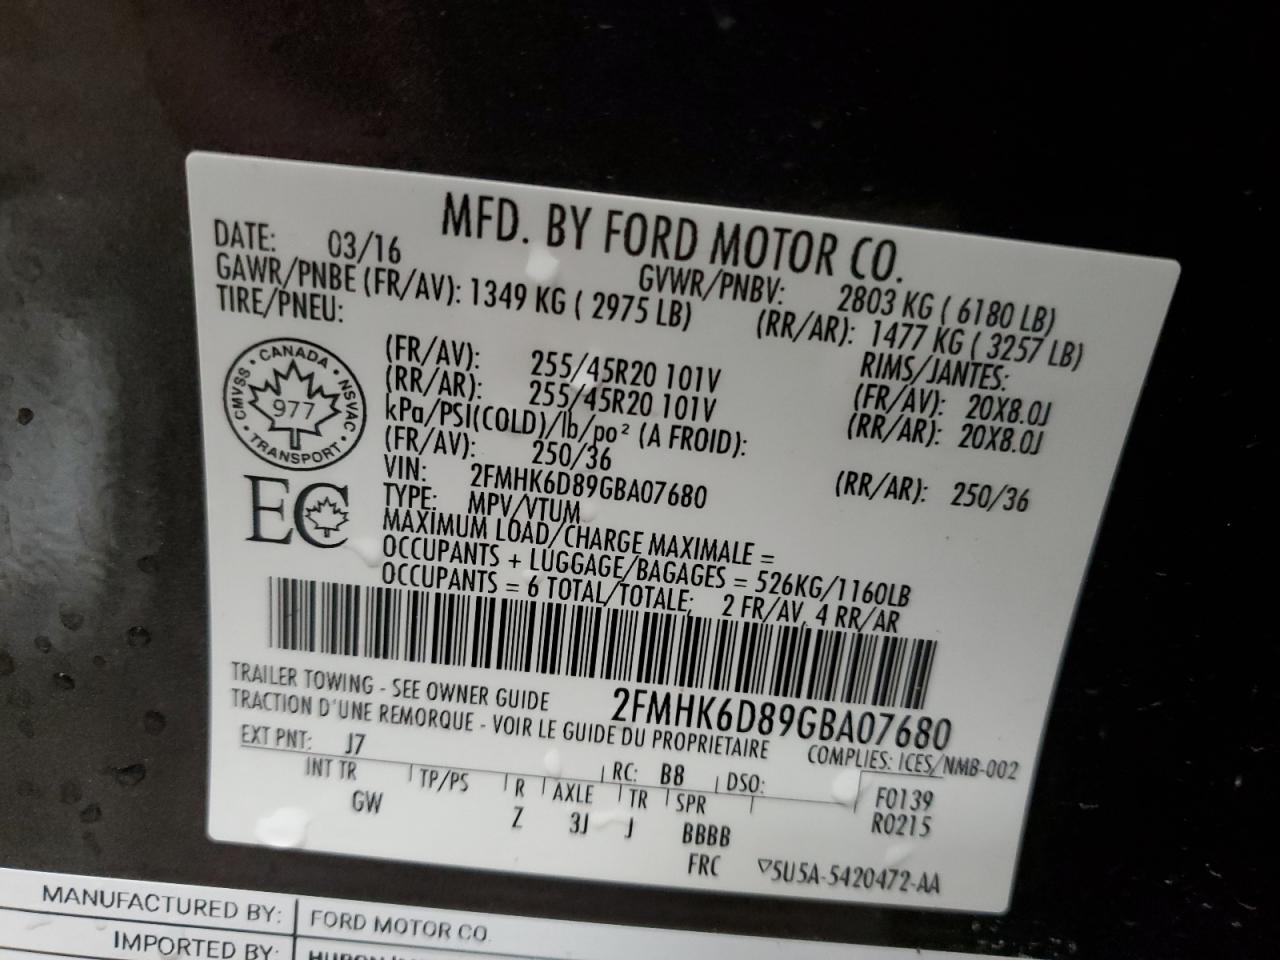 MFD. BY FORD MOTOR CO.
DATE: 03/16 GVWR/PNBV: 2803 KG ( 6180 LB)
GAWR/PNBE (FR/AV): 1349 KG ( 2975 LB) (RR/AR): 1477 KG ( 3257 LB)
TIRE/PNEU: RIMS/JANTES:
(FR/AV): 255/45R20 101V (FR/AV): 20X8.0J
(RR/AR): 255/45R20 101V (RR/AR): 20X8.0J
kPa/PSI(COLD)/lb/po² (A FROID):
(FR/AV): 250/36 (RR/AR): 250/36
VIN: 2FMHK6D89GBA07680
TYPE: MPV/VTUM
MAXIMUM LOAD/CHARGE MAXIMALE =
OCCUPANTS + LUGGAGE/BAGAGES = 526KG/1160LB
OCCUPANTS = 6 TOTAL/TOTALE; 2 FR/AV, 4 RR/AR
CANADA
CMVSS NSVAC
977
TRANSPORT
EC
TRAILER TOWING - SEE OWNER GUIDE
2FMHK6D89GBA07680
TRACTION D'UNE REMORQUE - VOIR LE GUIDE DU PROPRIETAIRE
COMPLIES: ICES/NMB-002
EXT PNT: J7 RC: B8 DSO:
INT TR TP/PS R AXLE TR SPR F0139
GW Z 3J J BBBB R0215
FRC ▽5U5A-5420472-AA
MANUFACTURED BY: FORD MOTOR CO.
IMPORTED BY: